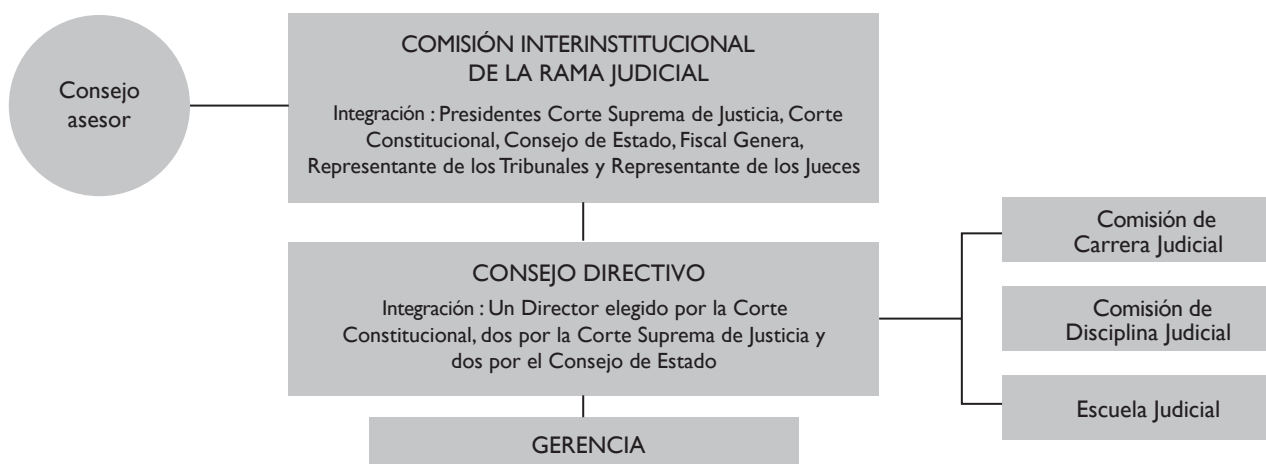 Consejo
asesor
COMISIÓN INTERINSTITUCIONAL
DE LA RAMA JUDICIAL
Integración : Presidentes Corte Suprema de Justicia, Corte
Constitucional, Consejo de Estado, Fiscal Genera,
Representante de los Tribunales y Representante de los Jueces
CONSEJO DIRECTIVO
Integración : Un Director elegido por la Corte
Constitucional, dos por la Corte Suprema de Justicia y
dos por el Consejo de Estado
Comisión de
Carrera Judicial
Comisión de
Disciplina Judicial
Escuela Judicial
GERENCIA